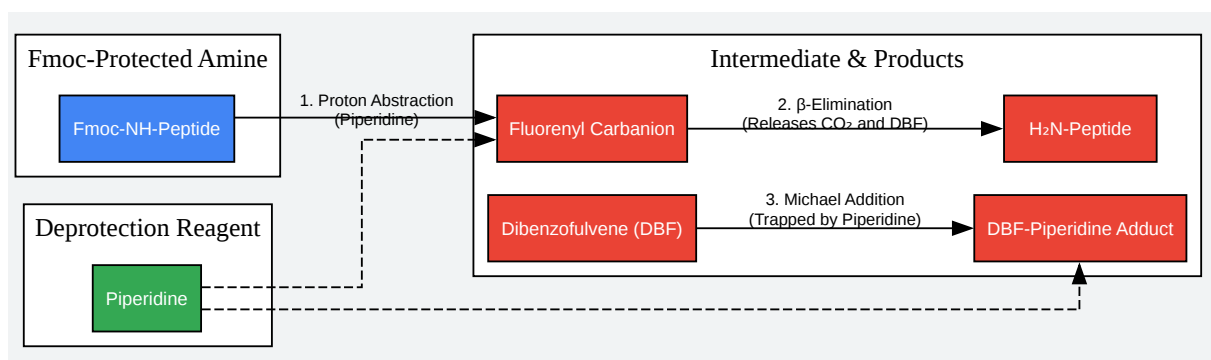 Fmoc-Protected Amine
Fmoc-NH-Peptide
1. Proton Abstraction
(Piperidine)
Deprotection Reagent
Piperidine
Intermediate & Products
Fluorenyl Carbanion
2. β-Elimination
(Releases CO₂ and DBF)
H₂N-Peptide
Dibenzofulvene (DBF)
3. Michael Addition
(Trapped by Piperidine)
DBF-Piperidine Adduct